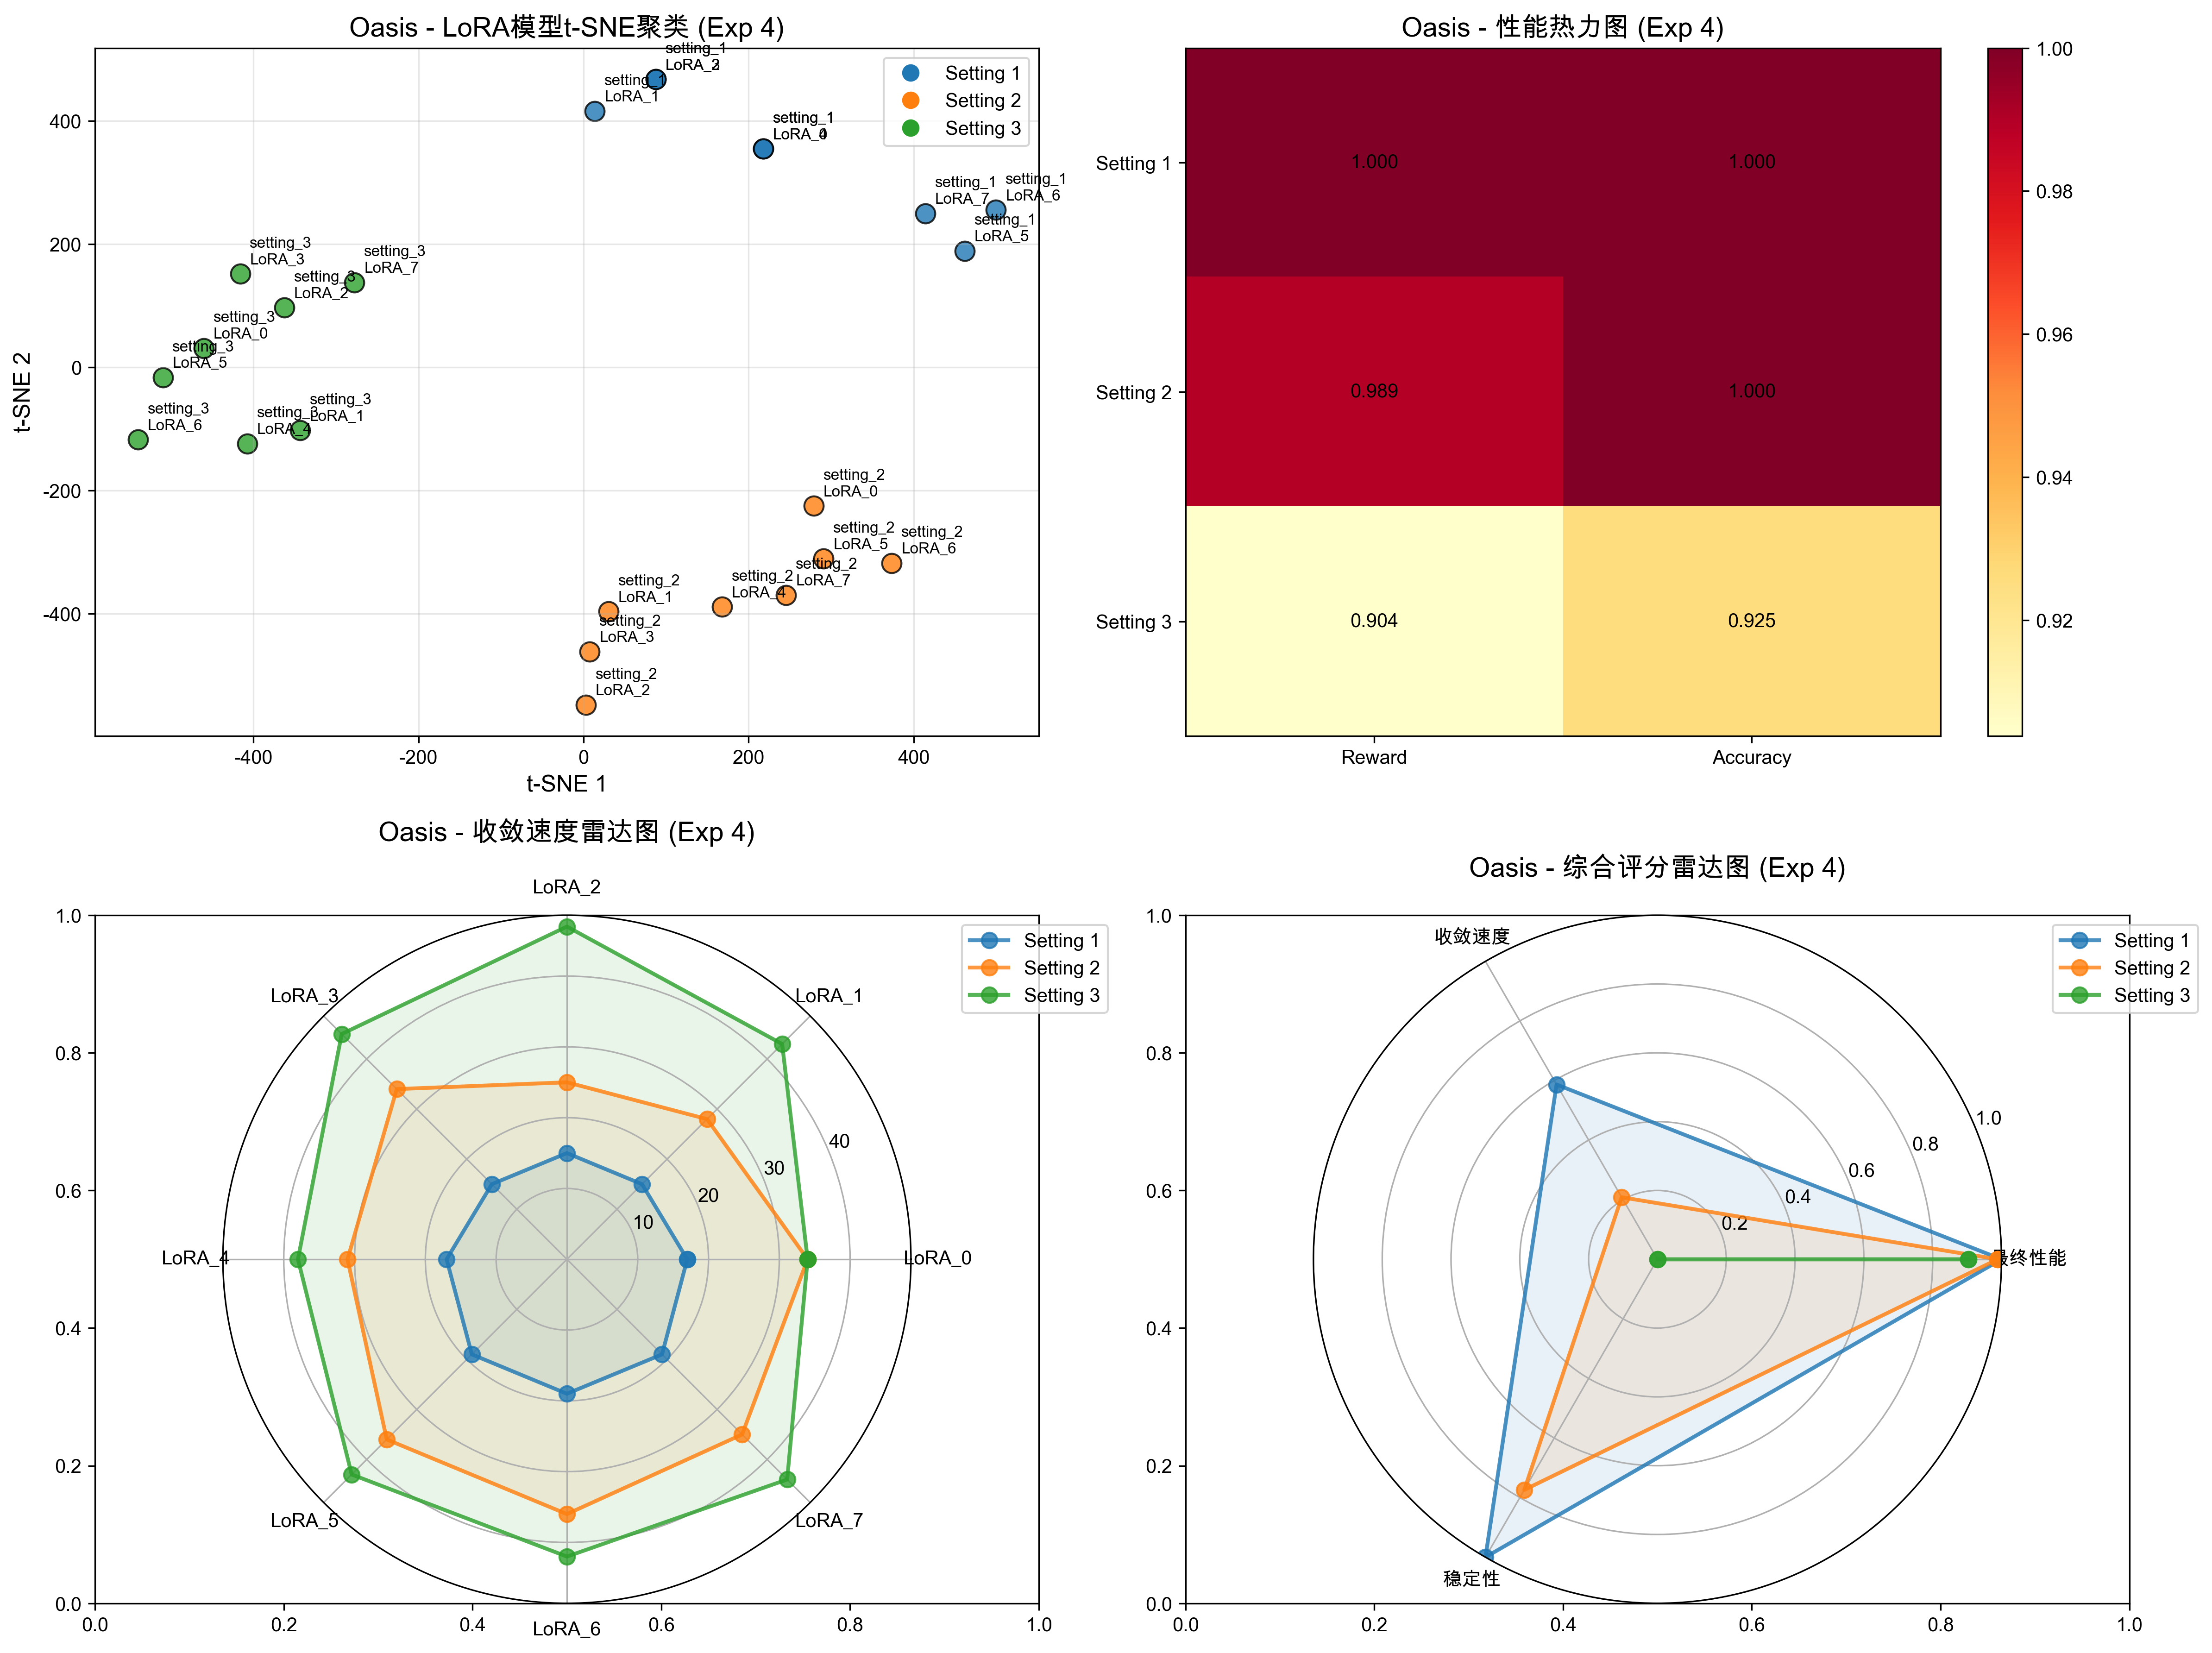 Oasis - LoRA模型t-SNE聚类 (Exp 4)
setting_1
setting_1
LoRA_1
setting_1
setting_1
LoRA_7
setting_1
LoRA_6
setting_1
LoRA_5
setting_3
LoRA_3
setting_3
LoRA_7
setting_3
LoRA_2
setting_3
LoRA_0
setting_3
LoRA_5
setting_3
LoRA_6
setting_3
LoRA_4
setting_3
LoRA_1
setting_2
LoRA_0
setting_2
LoRA_5
setting_2
LoRA_6
setting_2
LoRA_7
setting_2
LoRA_4
setting_2
LoRA_1
setting_2
LoRA_3
setting_2
LoRA_2
Setting 1
Setting 2
Setting 3
400
200
0
-200
-400
t-SNE 2
-400
-200
0
200
400
t-SNE 1
Oasis - 性能热力图 (Exp 4)
Setting 1
1.000
1.000
Setting 2
0.989
1.000
Setting 3
0.904
0.925
Reward
Accuracy
1.00
0.98
0.96
0.94
0.92
Oasis - 收敛速度雷达图 (Exp 4)
LoRA_2
LoRA_3
LoRA_1
LoRA_4
LoRA_0
LoRA_5
LoRA_7
LoRA_6
10
20
30
40
Setting 1
Setting 2
Setting 3
1.0
0.8
0.6
0.4
0.2
0.0
0.0
0.2
0.4
0.6
0.8
1.0
Oasis - 综合评分雷达图 (Exp 4)
收敛速度
最终性能
稳定性
0.2
0.4
0.6
0.8
1.0
Setting 1
Setting 2
Setting 3
1.0
0.8
0.6
0.4
0.2
0.0
0.0
0.2
0.4
0.6
0.8
1.0